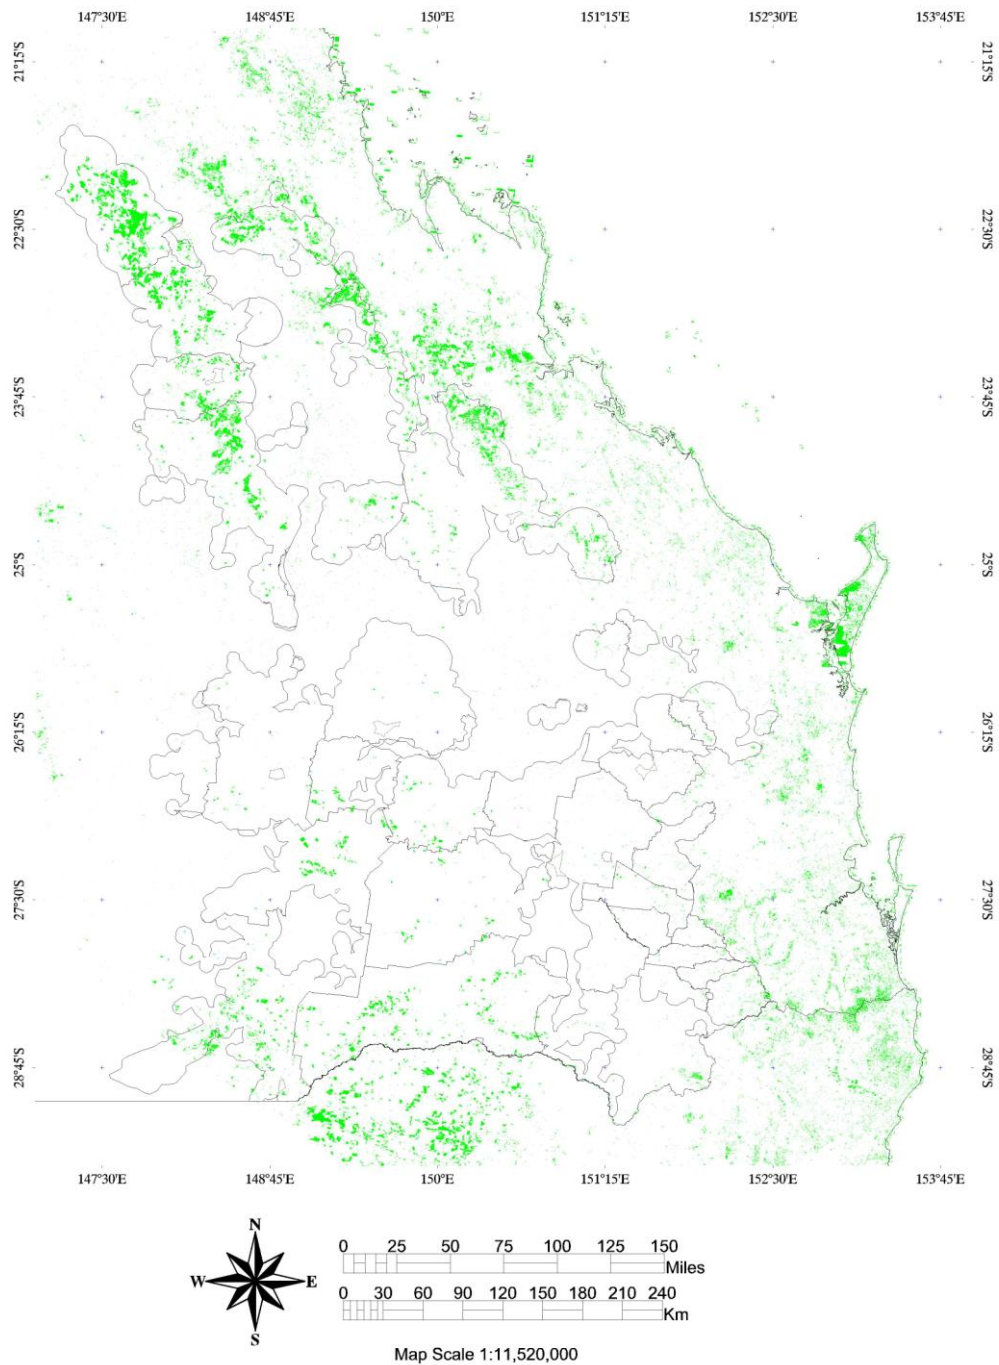 147°30'E 148°45'E 150°E 151°15'E 152°30'E 153°45'E
21°15'S 21°15'S
22°30'S 22°30'S
23°45'S 23°45'S
25°S 25°S
26°15'S 26°15'S
27°30'S 27°30'S
28°45'S 28°45'S
147°30'E 148°45'E 150°E 151°15'E 152°30'E 153°45'E
N
W E
S
0 25 50 75 100 125 150
Miles
0 30 60 90 120 150 180 210 240
Km
Map Scale 1:11,520,000